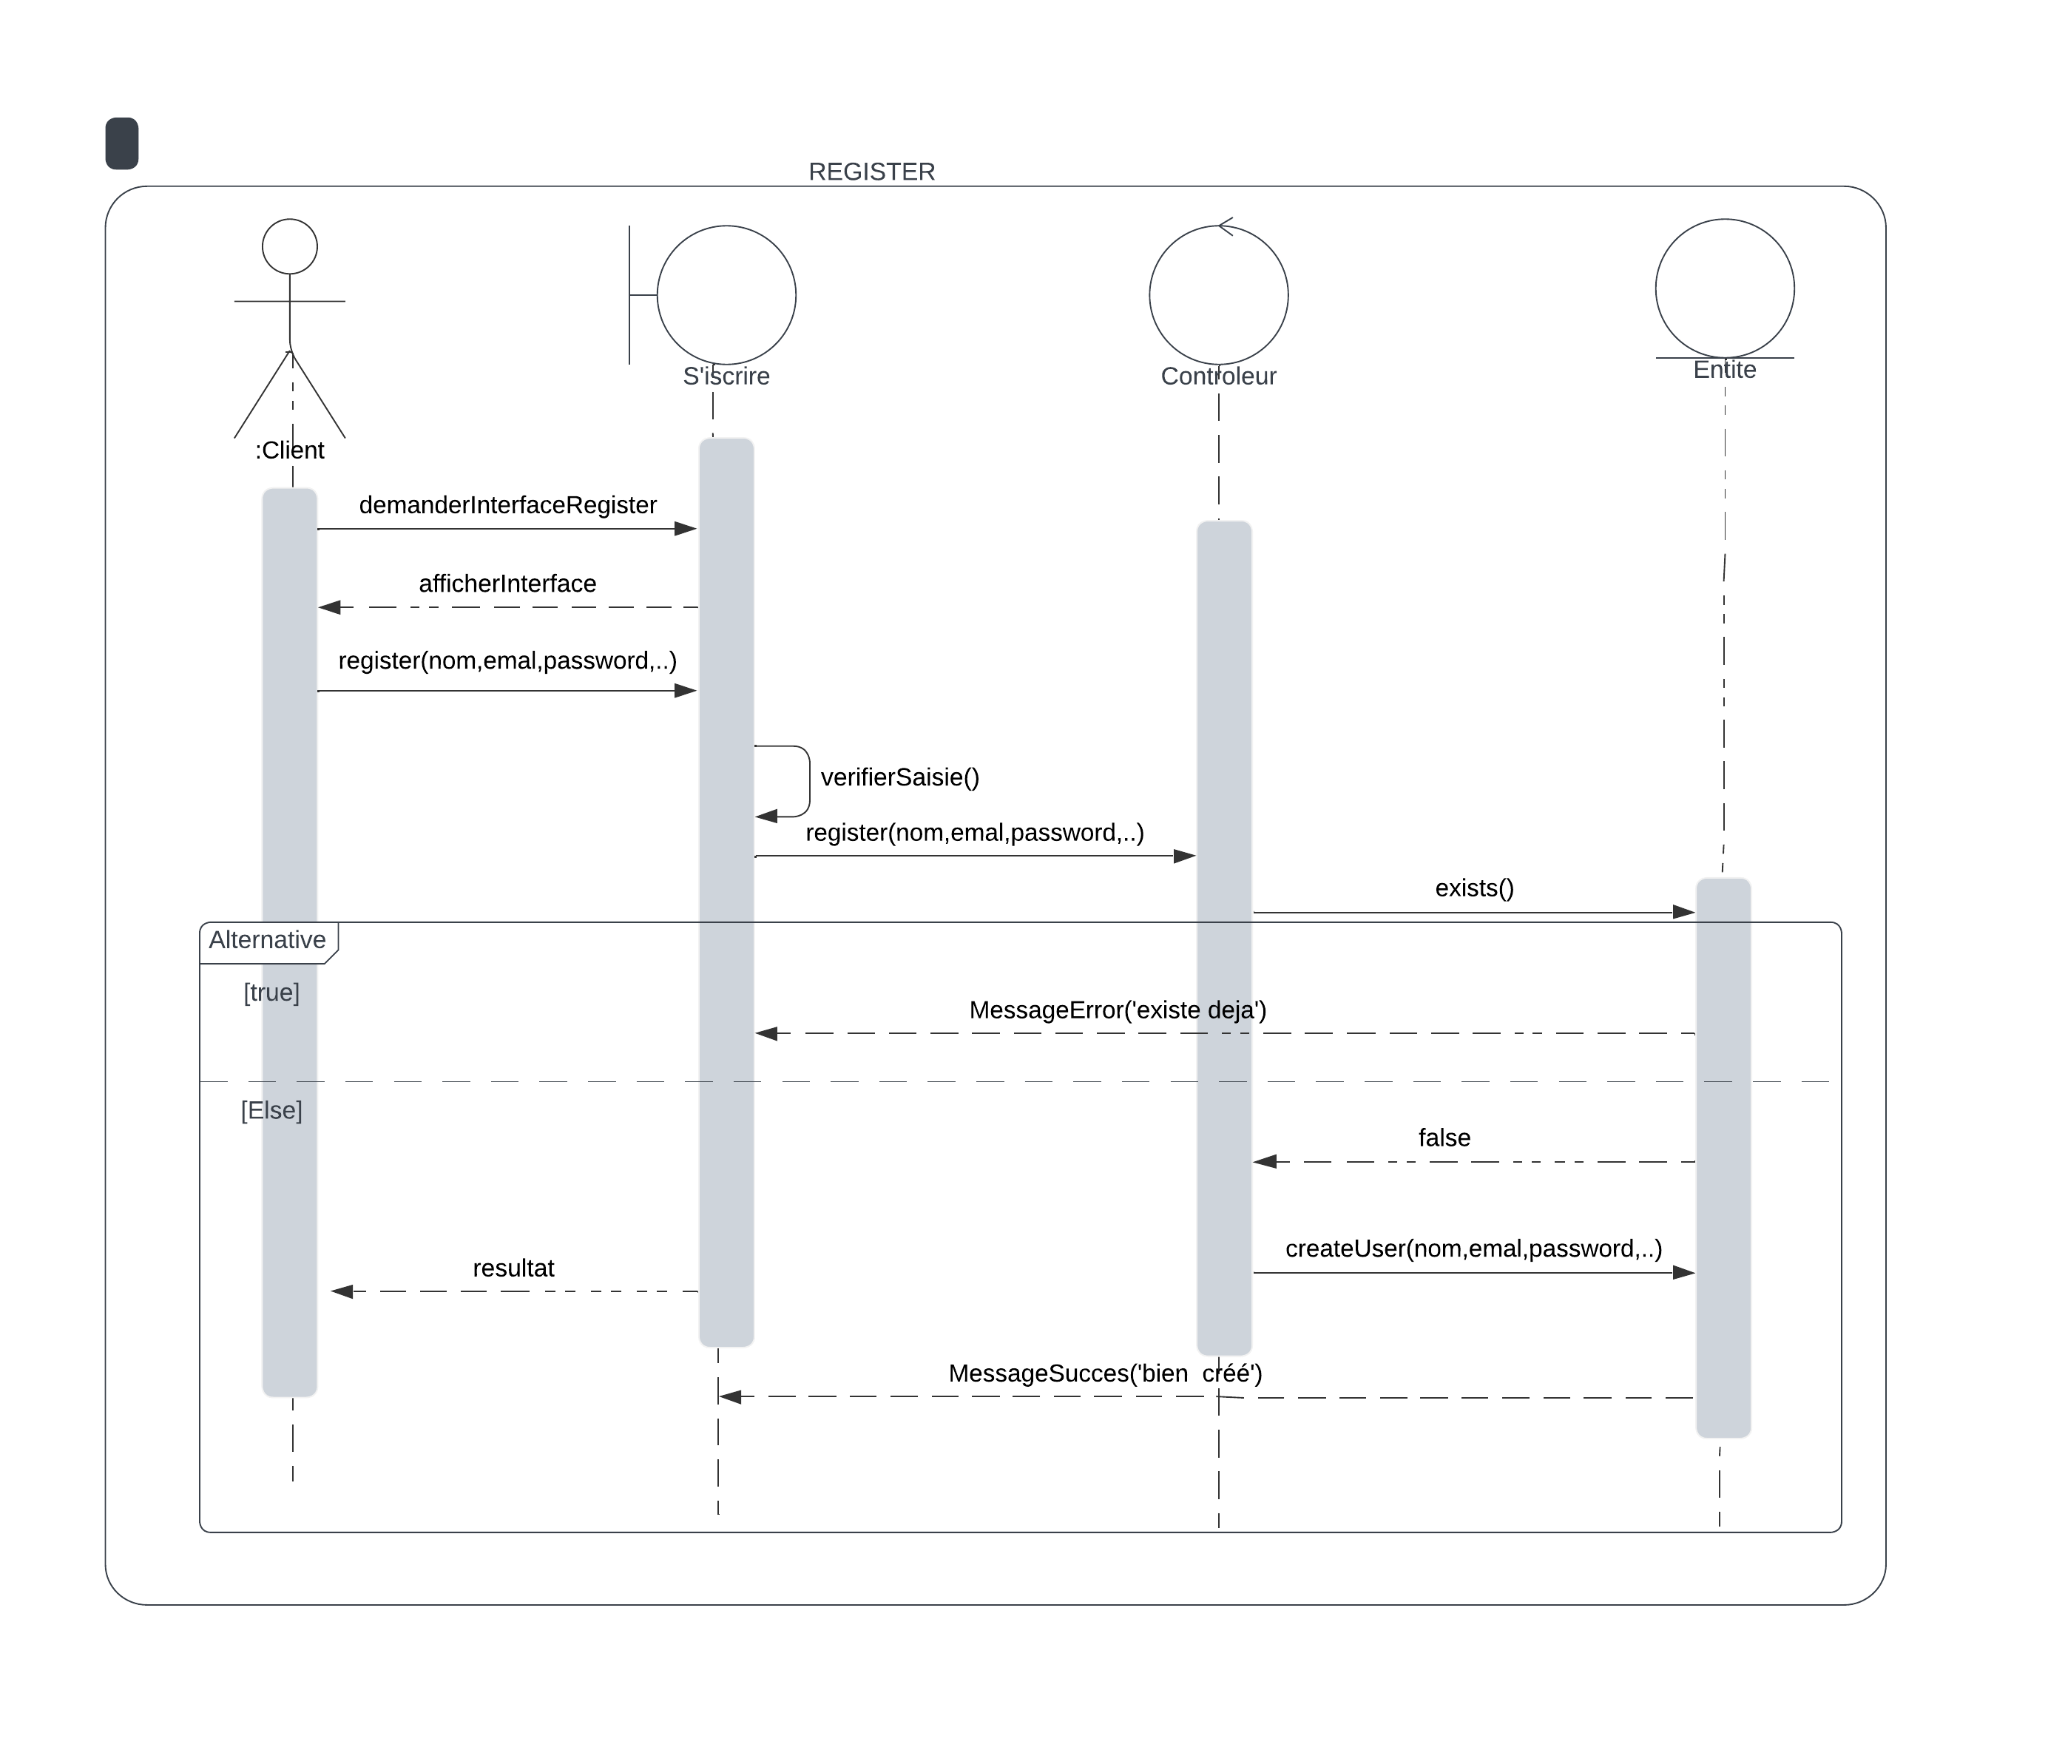 REGISTER
S'iscrire
Controleur
Entite
:Client
demanderInterfaceRegister
afficherInterface
register(nom,emal,password,..)
verifierSaisie()
register(nom,emal,password,..)
exists()
Alternative
[true]
MessageError('existe deja')
[Else]
false
createUser(nom,emal,password,..)
resultat
MessageSucces('bien  créé')